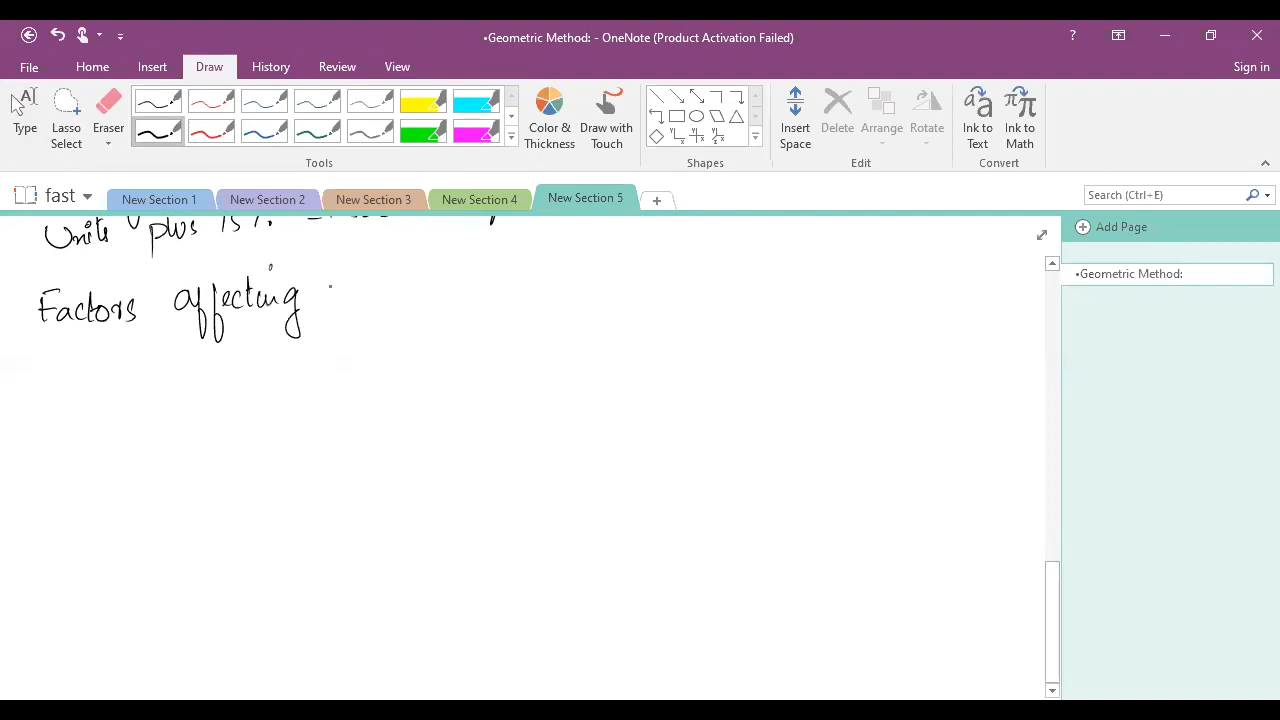 •Geometric Method: - OneNote (Product Activation Failed)
?
File Home Insert Draw History Review View Sign in
Type Lasso Select Eraser Color & Thickness Draw with Touch Insert Space Delete Arrange Rotate Ink to Text Ink to Math
Tools Shapes Edit Convert
fast New Section 1 New Section 2 New Section 3 New Section 4 New Section 5 + Search (Ctrl+E)
Add Page
•Geometric Method:
Units plus 15%
Factors affecting